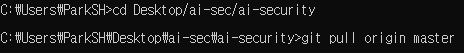 C:₩Users₩ParkSH>cd Desktop/ai-sec/ai-security
C:₩Users₩ParkSH₩Desktop₩ai-sec₩ai-security>git pull origin master